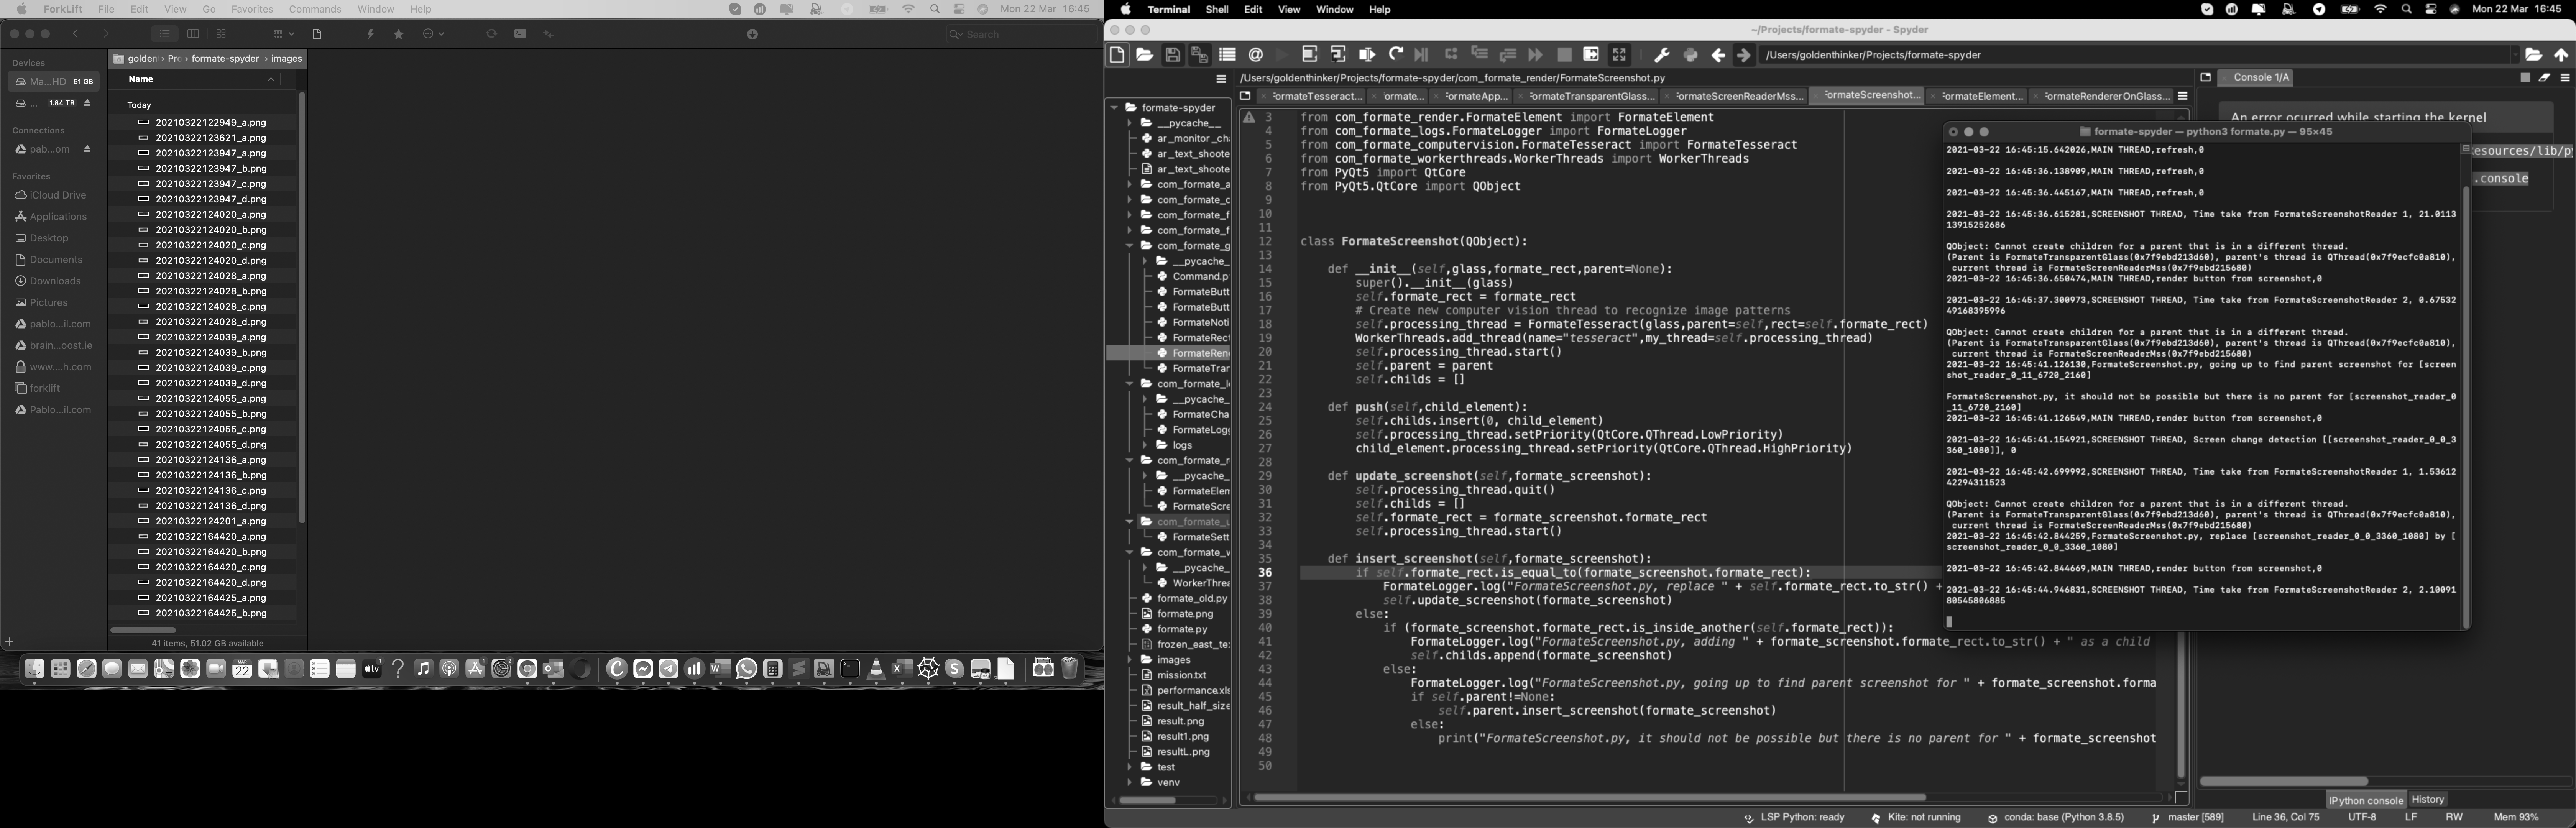 ForkLift File Edit View Go Favorites Commands Window Help
Mon 22 Mar 16:45
Search
Devices
Ma...HD 51 GB
... 1.84 TB
Connections
pab...om
Favorites
iCloud Drive
Applications
Desktop
Documents
Downloads
Pictures
pablo...il.com
brain...oost.ie
www....h.com
forklift
Pablo...il.com
golden › Pr › formate-spyder › images
Name
Today
20210322122949_a.png
20210322123621_a.png
20210322123947_a.png
20210322123947_b.png
20210322123947_c.png
20210322123947_d.png
20210322124020_a.png
20210322124020_b.png
20210322124020_c.png
20210322124020_d.png
20210322124028_a.png
20210322124028_b.png
20210322124028_c.png
20210322124028_d.png
20210322124039_a.png
20210322124039_b.png
20210322124039_c.png
20210322124039_d.png
20210322124055_a.png
20210322124055_b.png
20210322124055_c.png
20210322124055_d.png
20210322124136_a.png
20210322124136_b.png
20210322124136_c.png
20210322124136_d.png
20210322124201_a.png
20210322164420_a.png
20210322164420_b.png
20210322164420_c.png
20210322164420_d.png
20210322164425_a.png
20210322164425_b.png
41 items, 51.02 GB available
MAR
22
tv
Terminal Shell Edit View Window Help
Mon 22 Mar 16:45
~/Projects/formate-spyder - Spyder
/Users/goldenthinker/Projects/formate-spyder
/Users/goldenthinker/Projects/formate-spyder/com_formate_render/FormateScreenshot.py
ormateTesseract... ormate... ormateApp... ormateTransparentGlass... ormateScreenReaderMss... ormateScreenshot... ormateElement... ormateRendererOnGlass...
formate-spyder
__pycache__
ar_monitor_ch
ar_text_shoote
ar_text_shoote
com_formate_a
com_formate_c
com_formate_f
com_formate_f
com_formate_g
__pycache_
Command.p
FormateButt
FormateButt
FormateNoti
FormateRect
FormateRen
FormateTrar
com_formate_l
__pycache_
FormateCha
FormateLog
logs
com_formate_r
__pycache_
FormateElen
FormateScre
com_formate_u
FormateSett
com_formate_w
__pycache_
WorkerThrea
formate_old.py
formate.png
formate.py
frozen_east_te
images
mission.txt
performance.xls
result_half_size
result.png
result1.png
resultL.png
test
venv
3 from com_formate_render.FormateElement import FormateElement
4 from com_formate_logs.FormateLogger import FormateLogger
5 from com_formate_computervision.FormateTesseract import FormateTesseract
6 from com_formate_workerthreads.WorkerThreads import WorkerThreads
7 from PyQt5 import QtCore
8 from PyQt5.QtCore import QObject
9
10
11
12 class FormateScreenshot(QObject):
13
14 def __init__(self,glass,formate_rect,parent=None):
15 super().__init__(glass)
16 self.formate_rect = formate_rect
17 # Create new computer vision thread to recognize image patterns
18 self.processing_thread = FormateTesseract(glass,parent=self,rect=self.formate_rect)
19 WorkerThreads.add_thread(name="tesseract",my_thread=self.processing_thread)
20 self.processing_thread.start()
21 self.parent = parent
22 self.childs = []
23
24 def push(self,child_element):
25 self.childs.insert(0, child_element)
26 self.processing_thread.setPriority(QtCore.QThread.LowPriority)
27 child_element.processing_thread.setPriority(QtCore.QThread.HighPriority)
28
29 def update_screenshot(self,formate_screenshot):
30 self.processing_thread.quit()
31 self.childs = []
32 self.formate_rect = formate_screenshot.formate_rect
33 self.processing_thread.start()
34
35 def insert_screenshot(self,formate_screenshot):
36 if self.formate_rect.is_equal_to(formate_screenshot.formate_rect):
37 FormateLogger.log("FormateScreenshot.py, replace " + self.formate_rect.to_str() +
38 self.update_screenshot(formate_screenshot)
39 else:
40 if (formate_screenshot.formate_rect.is_inside_another(self.formate_rect)):
41 FormateLogger.log("FormateScreenshot.py, adding " + formate_screenshot.formate_rect.to_str() + " as a child
42 self.childs.append(formate_screenshot)
43 else:
44 FormateLogger.log("FormateScreenshot.py, going up to find parent screenshot for " + formate_screenshot.forma
45 if self.parent!=None:
46 self.parent.insert_screenshot(formate_screenshot)
47 else:
48 print("FormateScreenshot.py, it should not be possible but there is no parent for " + formate_screenshot
49
50
Console 1/A
An error ocurred while starting the kernel
esources/lib/p
.console
formate-spyder — python3 formate.py — 95×45
2021-03-22 16:45:15.642026,MAIN THREAD,refresh,0
2021-03-22 16:45:36.138909,MAIN THREAD,refresh,0
2021-03-22 16:45:36.445167,MAIN THREAD,refresh,0
2021-03-22 16:45:36.615281,SCREENSHOT THREAD, Time take from FormateScreenshotReader 1, 21.0113
13915252686
QObject: Cannot create children for a parent that is in a different thread.
(Parent is FormateTransparentGlass(0x7f9ebd213d60), parent's thread is QThread(0x7f9ecfc0a810),
current thread is FormateScreenReaderMss(0x7f9ebd215680)
2021-03-22 16:45:36.650474,MAIN THREAD,render button from screenshot,0
2021-03-22 16:45:37.300973,SCREENSHOT THREAD, Time take from FormateScreenshotReader 2, 0.67532
49168395996
QObject: Cannot create children for a parent that is in a different thread.
(Parent is FormateTransparentGlass(0x7f9ebd213d60), parent's thread is QThread(0x7f9ecfc0a810),
current thread is FormateScreenReaderMss(0x7f9ebd215680)
2021-03-22 16:45:41.126130,FormateScreenshot.py, going up to find parent screenshot for [screen
shot_reader_0_11_6720_2160]
FormateScreenshot.py, it should not be possible but there is no parent for [screenshot_reader_0
_11_6720_2160]
2021-03-22 16:45:41.126549,MAIN THREAD,render button from screenshot,0
2021-03-22 16:45:41.154921,SCREENSHOT THREAD, Screen change detection [[screenshot_reader_0_0_3
360_1080]], 0
2021-03-22 16:45:42.699992,SCREENSHOT THREAD, Time take from FormateScreenshotReader 1, 1.53612
42294311523
QObject: Cannot create children for a parent that is in a different thread.
(Parent is FormateTransparentGlass(0x7f9ebd213d60), parent's thread is QThread(0x7f9ecfc0a810),
current thread is FormateScreenReaderMss(0x7f9ebd215680)
2021-03-22 16:45:42.844259,FormateScreenshot.py, replace [screenshot_reader_0_0_3360_1080] by [
screenshot_reader_0_0_3360_1080]
2021-03-22 16:45:42.844669,MAIN THREAD,render button from screenshot,0
2021-03-22 16:45:44.946831,SCREENSHOT THREAD, Time take from FormateScreenshotReader 2, 2.10091
80545806885
IPython console History
LSP Python: ready Kite: not running conda: base (Python 3.8.5) master [589] Line 36, Col 75 UTF-8 LF RW Mem 93%